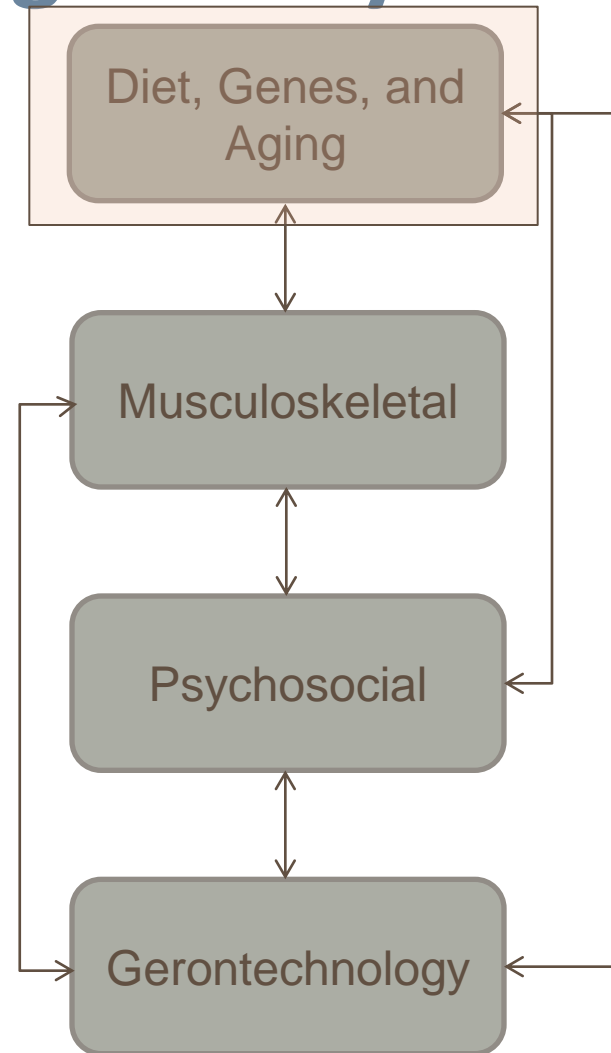 Diet, Genes, and
Aging
Musculoskeletal
Psychosocial
Gerontechnology